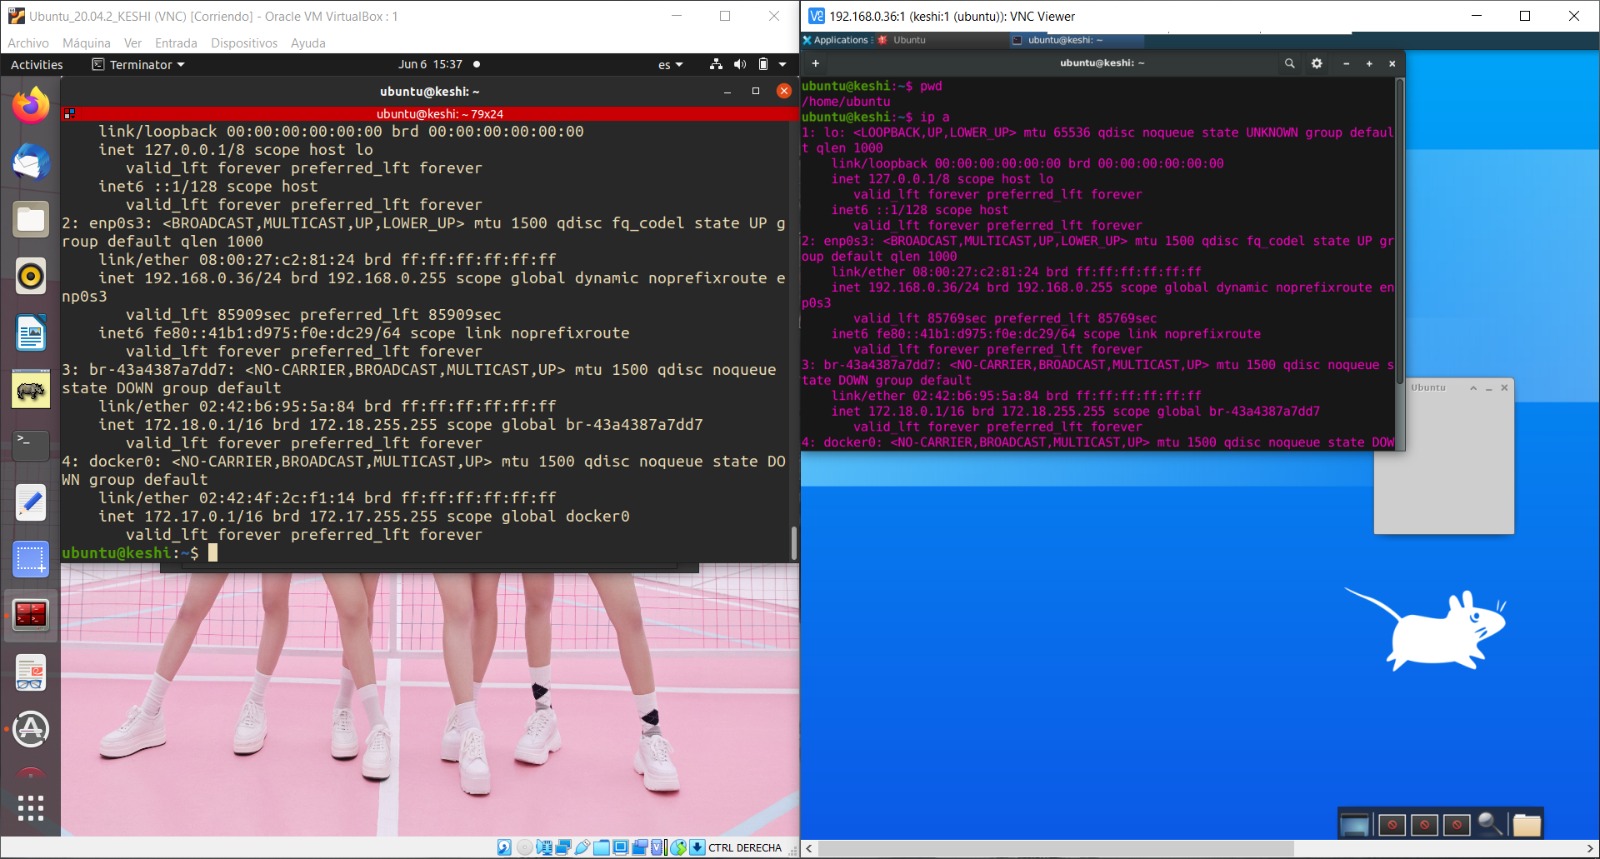 Ubuntu_20.04.2_KESHI (VNC) [Corriendo] - Oracle VM VirtualBox : 1
Archivo Máquina Ver Entrada Dispositivos Ayuda
Activities Terminator Jun 6 15:37 es
ubuntu@keshi: ~
ubuntu@keshi: ~ 79x24
link/loopback 00:00:00:00:00:00 brd 00:00:00:00:00:00
inet 127.0.0.1/8 scope host lo
valid_lft forever preferred_lft forever
inet6 ::1/128 scope host
valid_lft forever preferred_lft forever
2: enp0s3: <BROADCAST,MULTICAST,UP,LOWER_UP> mtu 1500 qdisc fq_codel state UP g
roup default qlen 1000
link/ether 08:00:27:c2:81:24 brd ff:ff:ff:ff:ff:ff
inet 192.168.0.36/24 brd 192.168.0.255 scope global dynamic noprefixroute e
np0s3
valid_lft 85909sec preferred_lft 85909sec
inet6 fe80::41b1:d975:f0e:dc29/64 scope link noprefixroute
valid_lft forever preferred_lft forever
3: br-43a4387a7dd7: <NO-CARRIER,BROADCAST,MULTICAST,UP> mtu 1500 qdisc noqueue
state DOWN group default
link/ether 02:42:b6:95:5a:84 brd ff:ff:ff:ff:ff:ff
inet 172.18.0.1/16 brd 172.18.255.255 scope global br-43a4387a7dd7
valid_lft forever preferred_lft forever
4: docker0: <NO-CARRIER,BROADCAST,MULTICAST,UP> mtu 1500 qdisc noqueue state DO
WN group default
link/ether 02:42:4f:2c:f1:14 brd ff:ff:ff:ff:ff:ff
inet 172.17.0.1/16 brd 172.17.255.255 scope global docker0
valid_lft forever preferred_lft forever
ubuntu@keshi:~$
CTRL DERECHA
192.168.0.36:1 (keshi:1 (ubuntu)): VNC Viewer
Applications Ubuntu ubuntu@keshi: ~
ubuntu@keshi: ~
ubuntu@keshi:~$ pwd
/home/ubuntu
ubuntu@keshi:~$ ip a
1: lo: <LOOPBACK,UP,LOWER_UP> mtu 65536 qdisc noqueue state UNKNOWN group defaul
t qlen 1000
link/loopback 00:00:00:00:00:00 brd 00:00:00:00:00:00
inet 127.0.0.1/8 scope host lo
valid_lft forever preferred_lft forever
inet6 ::1/128 scope host
valid_lft forever preferred_lft forever
2: enp0s3: <BROADCAST,MULTICAST,UP,LOWER_UP> mtu 1500 qdisc fq_codel state UP gr
oup default qlen 1000
link/ether 08:00:27:c2:81:24 brd ff:ff:ff:ff:ff:ff
inet 192.168.0.36/24 brd 192.168.0.255 scope global dynamic noprefixroute en
p0s3
valid_lft 85769sec preferred_lft 85769sec
inet6 fe80::41b1:d975:f0e:dc29/64 scope link noprefixroute
valid_lft forever preferred_lft forever
3: br-43a4387a7dd7: <NO-CARRIER,BROADCAST,MULTICAST,UP> mtu 1500 qdisc noqueue s
tate DOWN group default
link/ether 02:42:b6:95:5a:84 brd ff:ff:ff:ff:ff:ff
inet 172.18.0.1/16 brd 172.18.255.255 scope global br-43a4387a7dd7
valid_lft forever preferred_lft forever
4: docker0: <NO-CARRIER,BROADCAST,MULTICAST,UP> mtu 1500 qdisc noqueue state DOW
Ubuntu